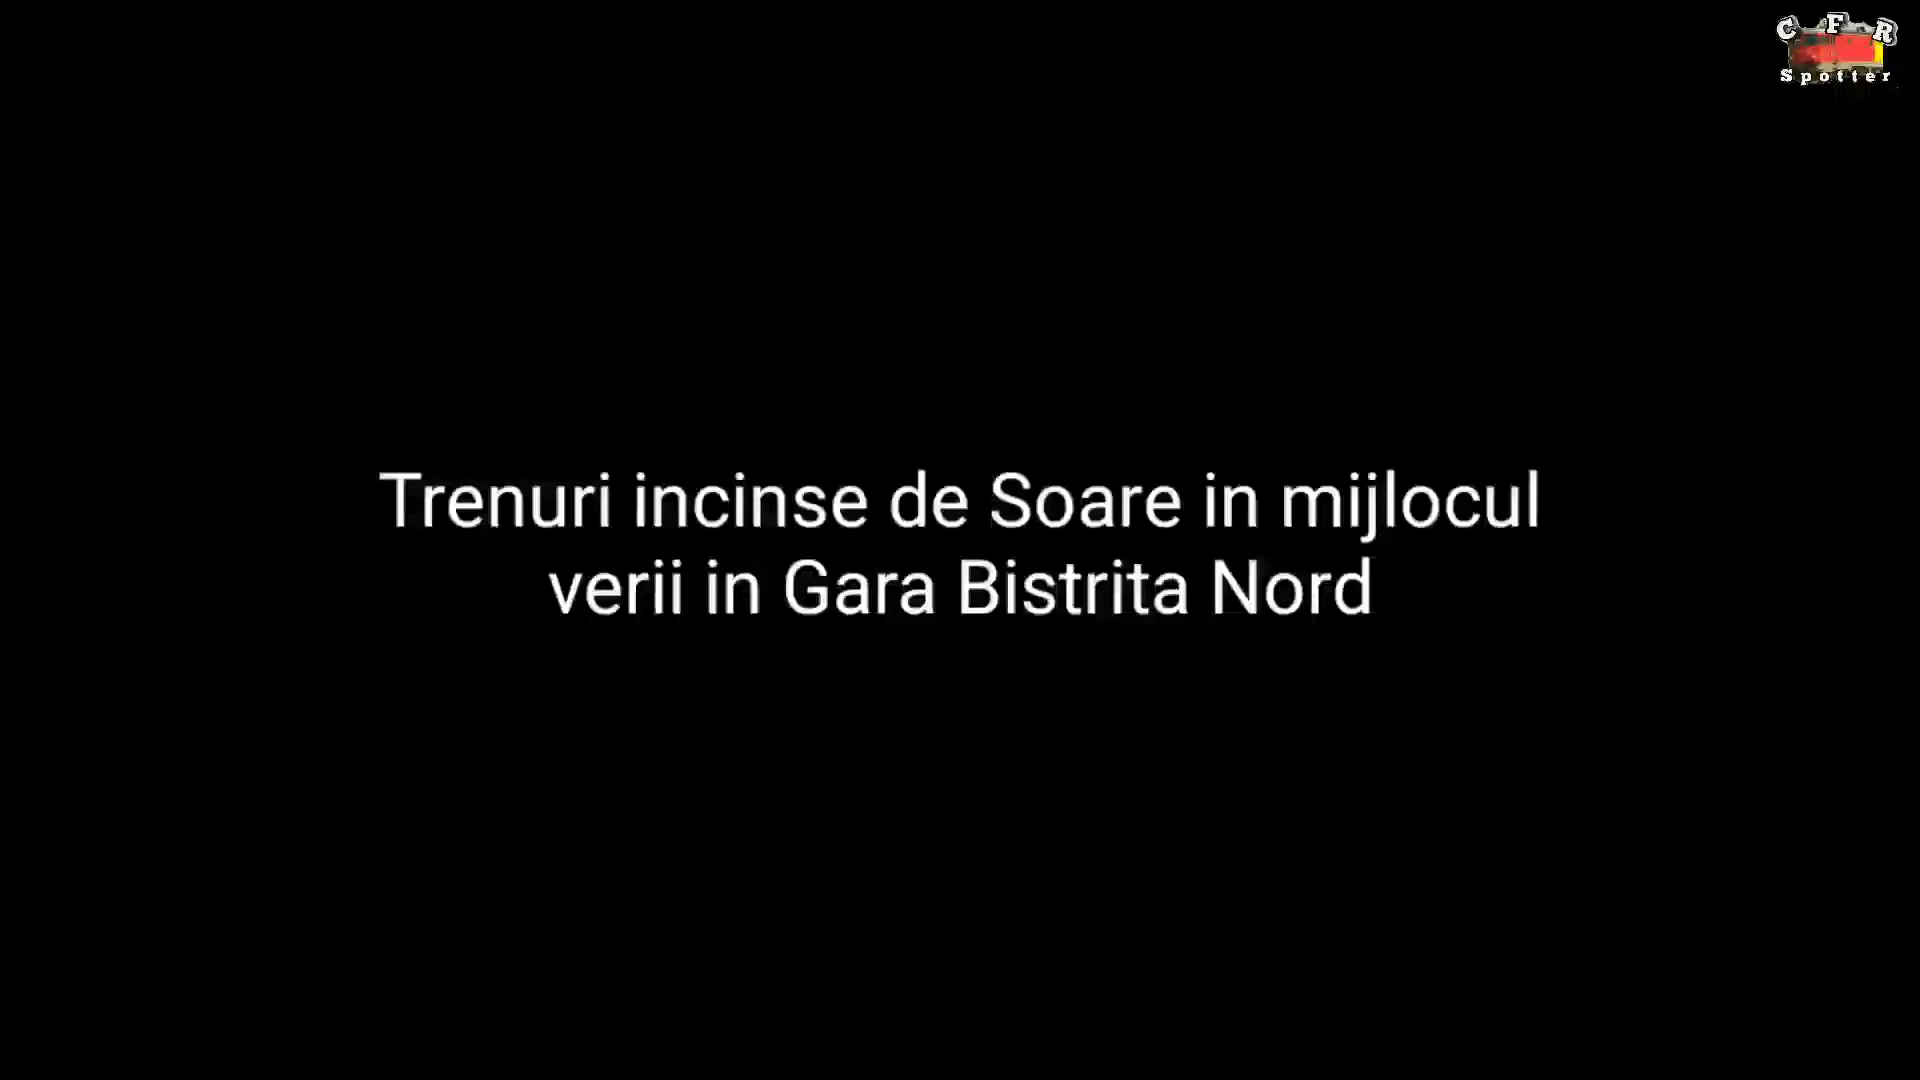 C F R
Spotter
Trenuri incinse de Soare in mijlocul
verii in Gara Bistrita Nord